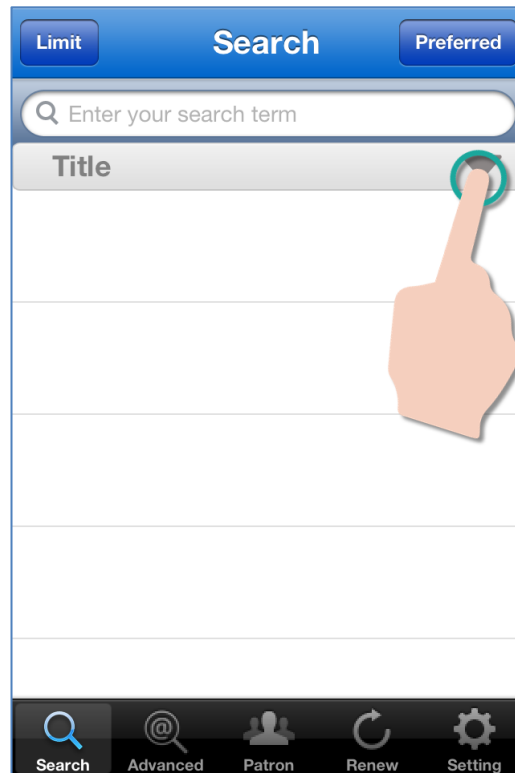 Limit
Search
Preferred
Enter your search term
Title
Search
Advanced
Patron
Renew
Setting